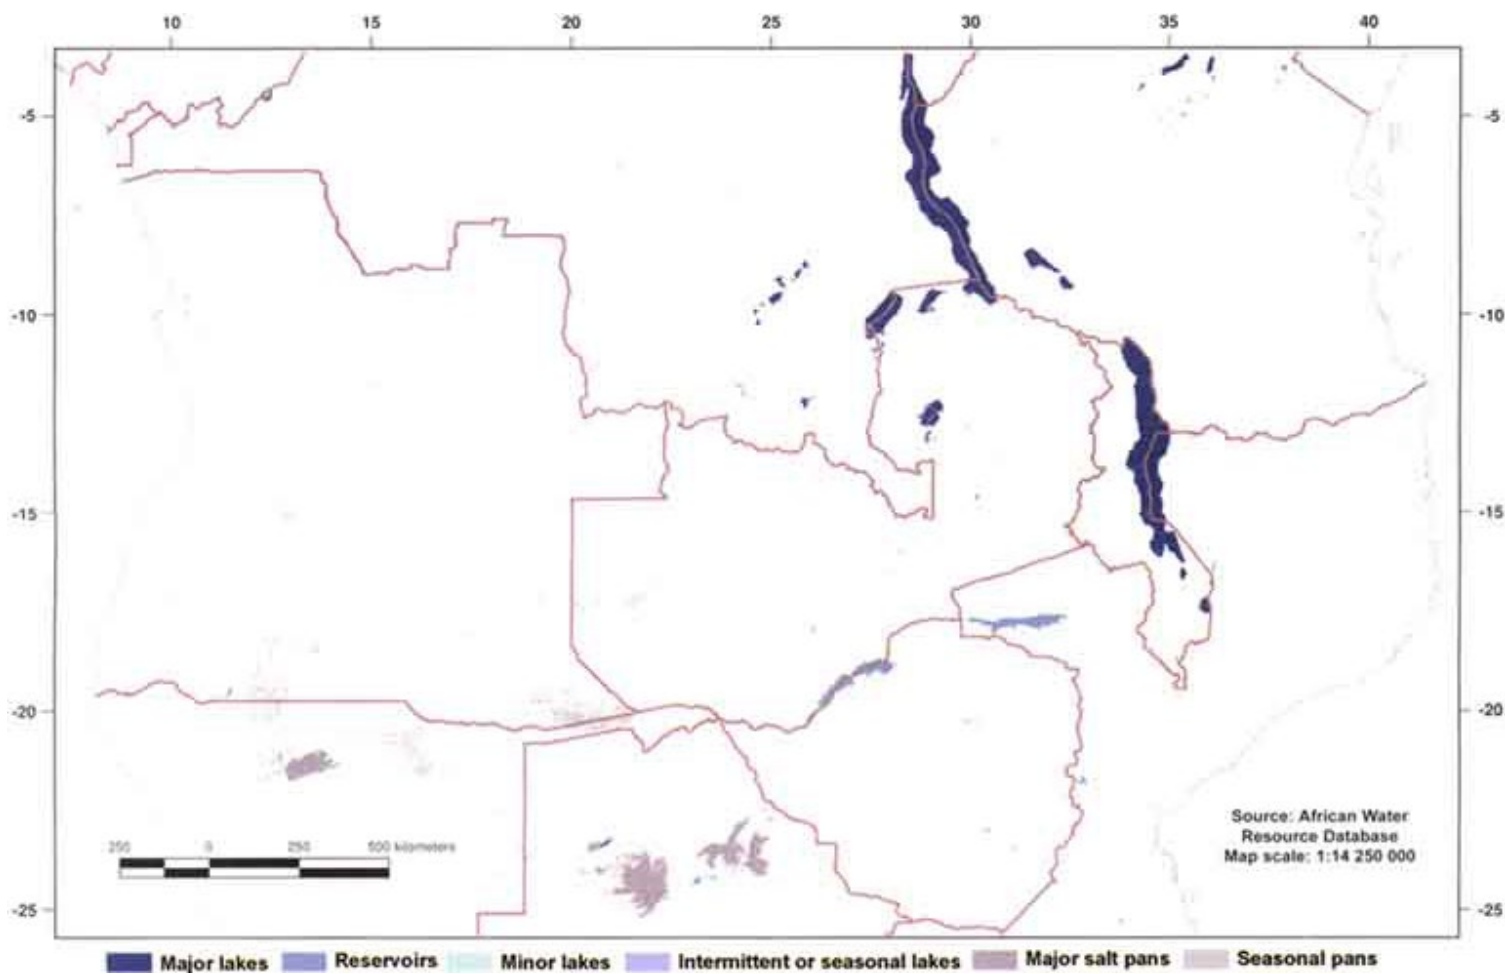 10 15 20 25 30 35 40
-5 -5
-10 -10
-15 -15
-20 -20
-25 -25
Source: African Water
Resource Database
Map scale: 1:14 250 000
250 0 250 500 kilometers
Major lakes Reservoirs Minor lakes Intermittent or seasonal lakes Major salt pans Seasonal pans